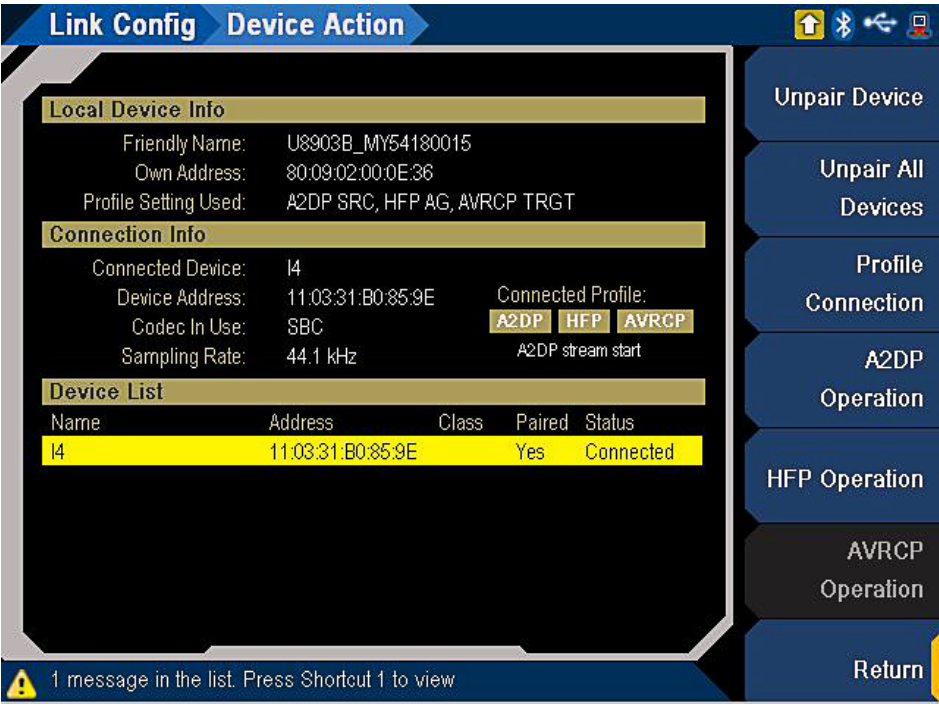 Link Config Device Action
Local Device Info
Friendly Name: U8903B_MY54180015
Own Address: 80:09:02:00:0E:36
Profile Setting Used: A2DP SRC, HFP AG, AVRCP TRGT
Connection Info
Connected Device: I4
Device Address: 11:03:31:B0:85:9E
Codec In Use: SBC
Sampling Rate: 44.1 kHz
Connected Profile:
A2DP HFP AVRCP
A2DP stream start
Device List
Name Address Class Paired Status
I4 11:03:31:B0:85:9E Yes Connected
1 message in the list. Press Shortcut 1 to view
Unpair Device
Unpair All
Devices
Profile
Connection
A2DP
Operation
HFP Operation
AVRCP
Operation
Return